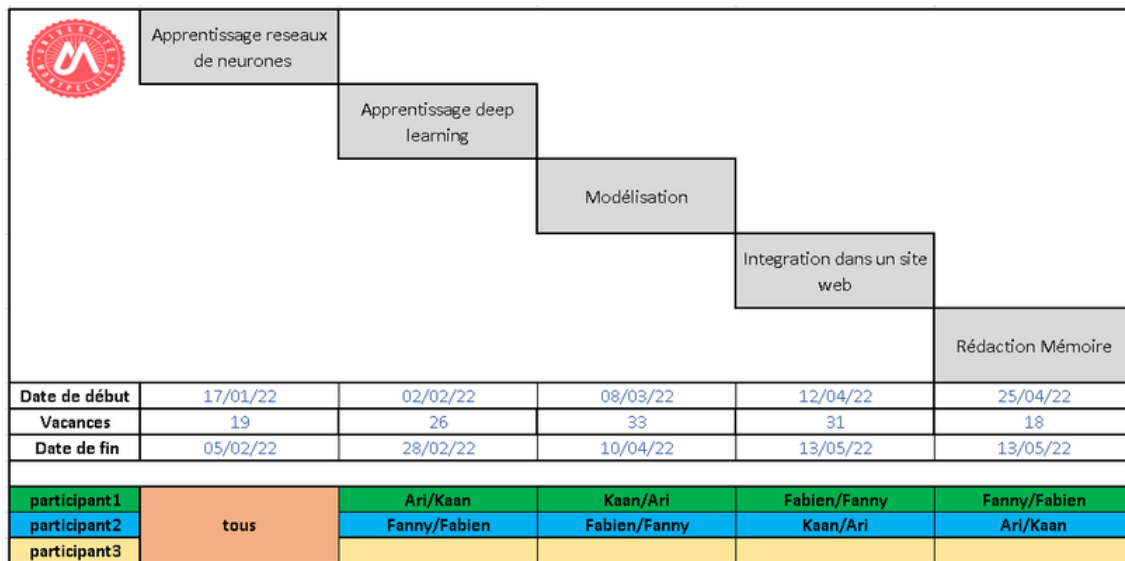 UNIVERSITÉ MONTPELLIER
Apprentissage reseaux
de neurones
Apprentissage deep
learning
Modélisation
Integration dans un site
web
Rédaction Mémoire
Date de début 17/01/22 02/02/22 08/03/22 12/04/22 25/04/22
Vacances 19 26 33 31 18
Date de fin 05/02/22 28/02/22 10/04/22 13/05/22 13/05/22
participant1 Ari/Kaan Kaan/Ari Fabien/Fanny Fanny/Fabien
participant2 tous Fanny/Fabien Fabien/Fanny Kaan/Ari Ari/Kaan
participant3